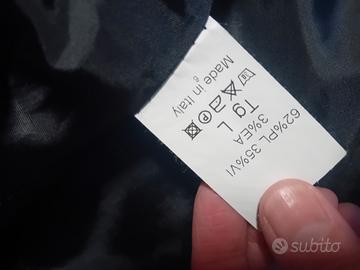 62%PL 35%VI
3%EA
Tg L
P
Made in Italy
subito